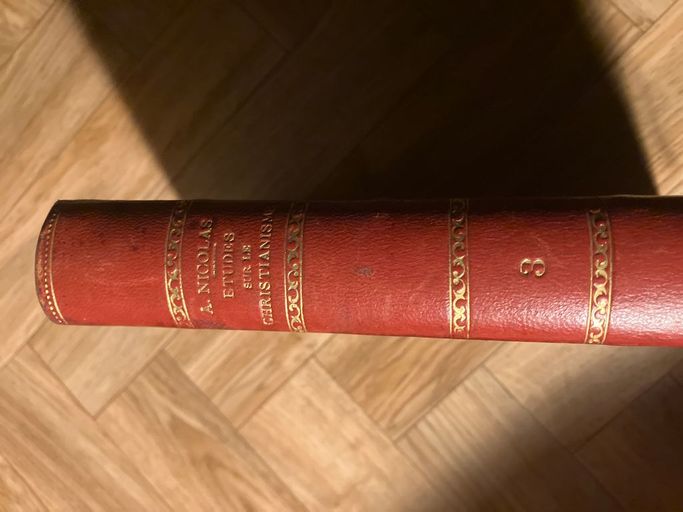 A. NICOLAS
ETUDES
SUR LE
CHRISTIANISME
3